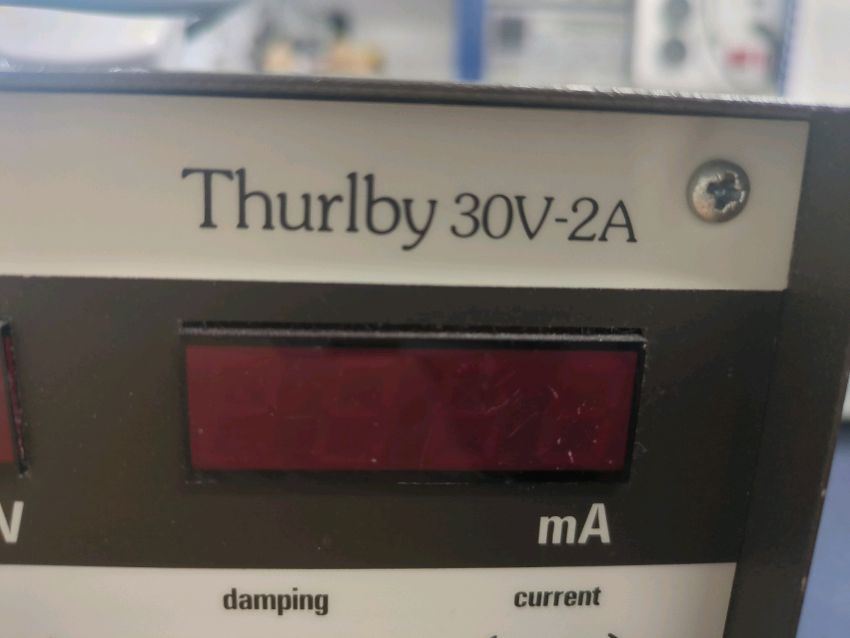 Thurlby 30V-2A
mA
damping
current